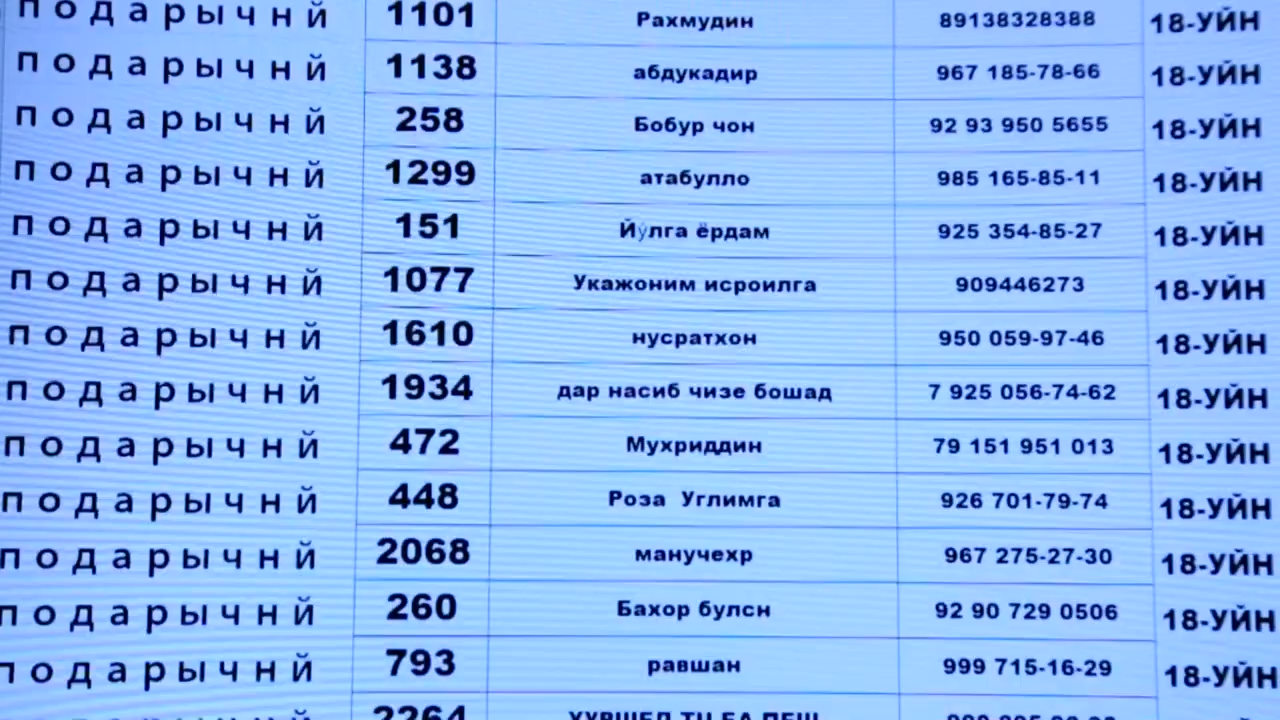 подарычнй 1101 Рахмудин 89138328388 18-УЙН
подарычнй 1138 абдукадир 967 185-78-66 18-УЙН
подарычнй 258 Бобур чон 92 93 950 5655 18-УЙН
подарычнй 1299 атабулло 985 165-85-11 18-УЙН
подарычнй 151 Йўлга ёрдам 925 354-85-27 18-УЙН
подарычнй 1077 Укажоним исроилга 909446273 18-УЙН
подарычнй 1610 нусратхон 950 059-97-46 18-УЙН
подарычнй 1934 дар насиб чизе бошад 7 925 056-74-62 18-УЙН
подарычнй 472 Мухриддин 79 151 951 013 18-УЙН
подарычнй 448 Роза Углимга 926 701-79-74 18-УЙН
подарычнй 2068 манучехр 967 275-27-30 18-УЙН
подарычнй 260 Бахор булсн 92 90 729 0506 18-УЙН
подарычнй 793 равшан 999 715-16-29 18-УЙН
2264